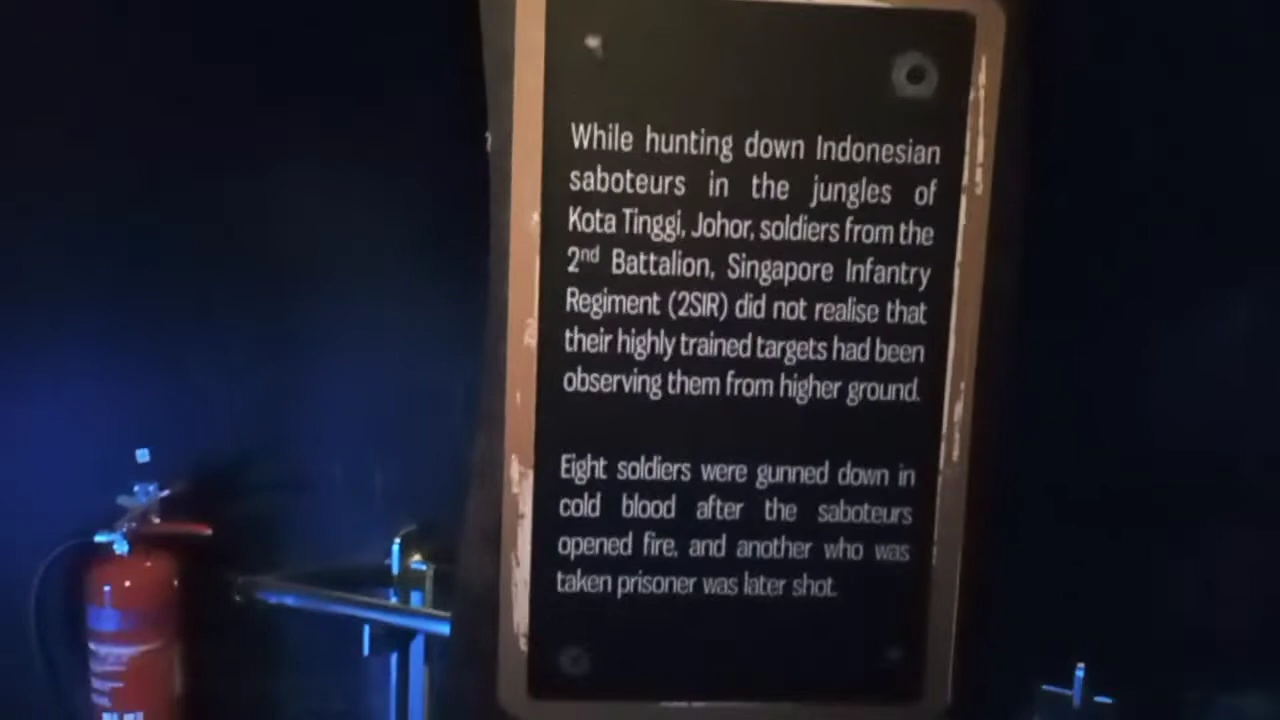 While hunting down Indonesian
saboteurs in the jungles of
Kota Tinggi, Johor, soldiers from the
2nd Battalion, Singapore Infantry
Regiment (2SIR) did not realise that
their highly trained targets had been
observing them from higher ground.
Eight soldiers were gunned down in
cold blood after the saboteurs
opened fire, and another who was
taken prisoner was later shot.